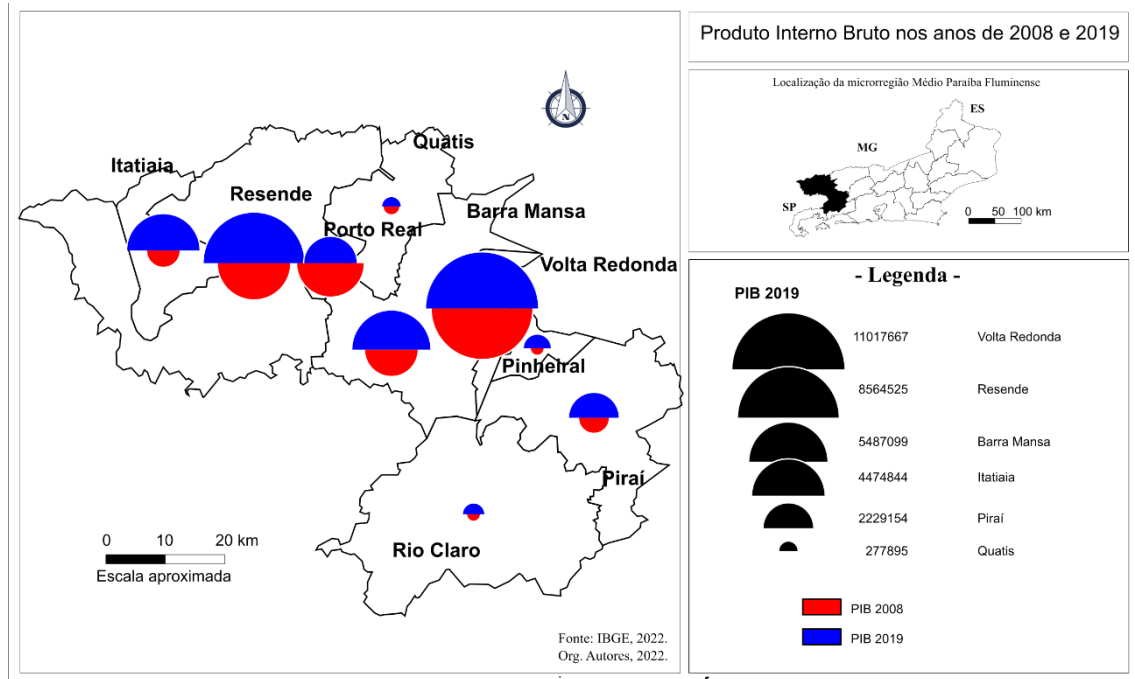 Produto Interno Bruto nos anos de 2008 e 2019
Localização da microrregião Médio Paraíba Fluminense
ES
MG
SP
0 50 100 km
N
Quatis
Itatiaia
Resende
Barra Mansa
Porto Real
Volta Redonda
Pinheiral
Piraí
Rio Claro
0 10 20 km
Escala aproximada
Fonte: IBGE, 2022.
Org. Autores, 2022.
- Legenda -
PIB 2019
11017667 Volta Redonda
8564525 Resende
5487099 Barra Mansa
4474844 Itatiaia
2229154 Piraí
277895 Quatis
PIB 2008
PIB 2019